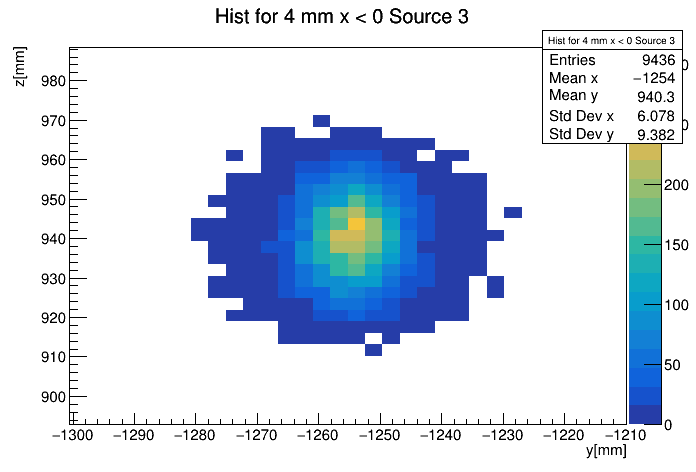 Hist for 4 mm x < 0 Source 3
Hist for 4 mm x < 0 Source 3
Entries 9436
Mean x −1254
Mean y 940.3
Std Dev x 6.078
Std Dev y 9.382
z[mm]
980
970
960
950
940
930
920
910
900
−1300 −1290 −1280 −1270 −1260 −1250 −1240 −1230 −1220 −1210
y[mm]
200
150
100
50
0